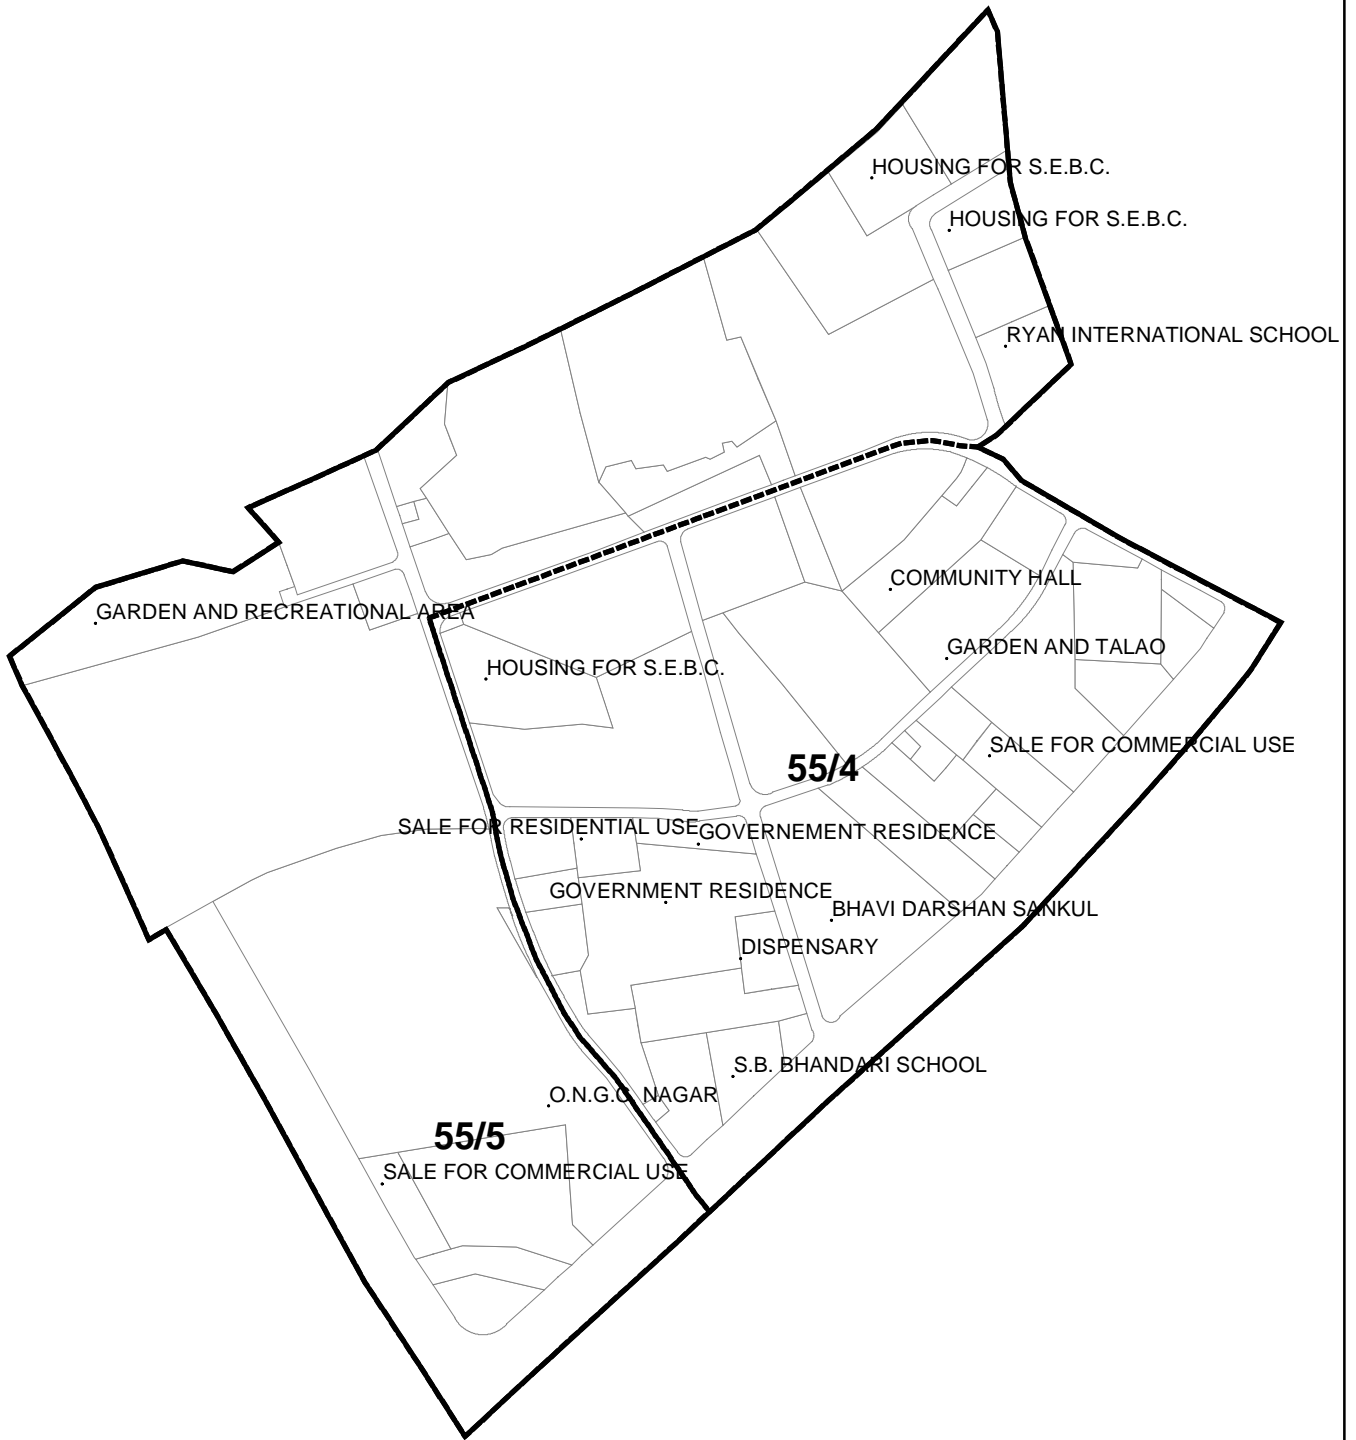 HOUSING FOR S.E.B.C.
HOUSING FOR S.E.B.C.
RYAN INTERNATIONAL SCHOOL
COMMUNITY HALL
GARDEN AND RECREATIONAL AREA
GARDEN AND TALAO
HOUSING FOR S.E.B.C.
SALE FOR COMMERCIAL USE
55/4
SALE FOR RESIDENTIAL USE
GOVERNEMENT RESIDENCE
GOVERNMENT RESIDENCE
BHAVI DARSHAN SANKUL
DISPENSARY
S.B. BHANDARI SCHOOL
O.N.G.C. NAGAR
55/5
SALE FOR COMMERCIAL USE